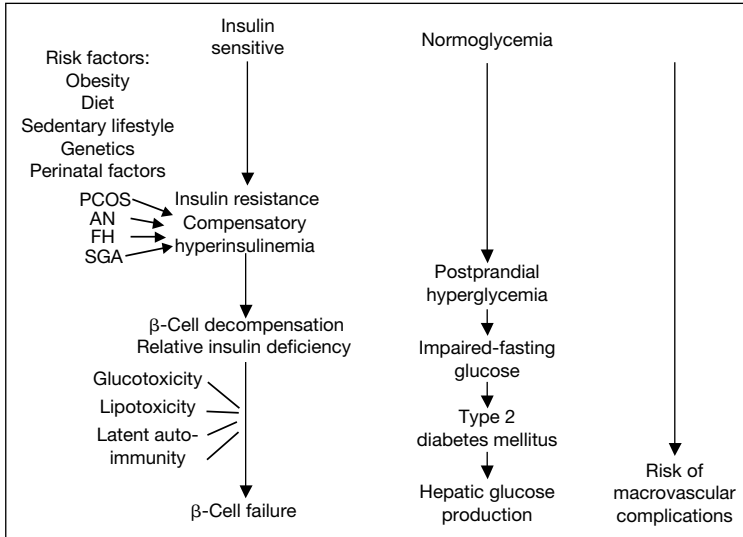 Risk factors:
Obesity
Diet
Sedentary lifestyle
Genetics
Perinatal factors
PCOS
AN
FH
SGA
Insulin
sensitive
Insulin resistance
Compensatory
hyperinsulinemia
β-Cell decompensation
Relative insulin deficiency
Glucotoxicity
Lipotoxicity
Latent auto-
immunity
β-Cell failure
Normoglycemia
Postprandial
hyperglycemia
Impaired-fasting
glucose
Type 2
diabetes mellitus
Hepatic glucose
production
Risk of
macrovascular
complications